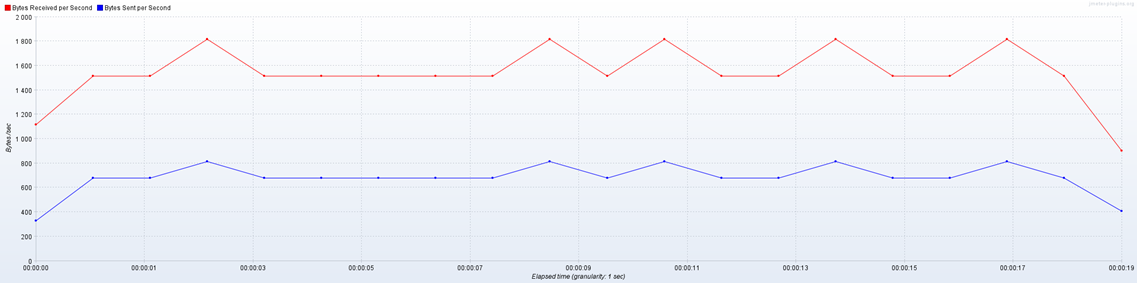 jmeter-plugins.org
Bytes Received per Second Bytes Sent per Second
2 000
1 800
1 600
1 400
1 200
1 000
800
600
400
200
0
Bytes /sec
00:00:00 00:00:01 00:00:03 00:00:05 00:00:07 00:00:09 00:00:11 00:00:13 00:00:15 00:00:17 00:00:19
Elapsed time (granularity: 1 sec)